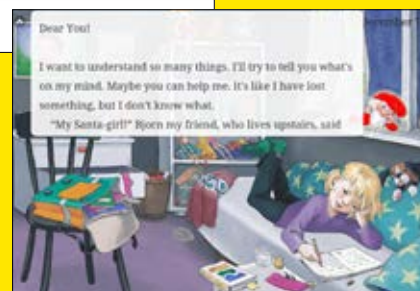 Dear You!
I want to understand so many things. I'll try to tell you what's
on my mind. Maybe you can help me. It's like I have lost
something, but I don't know what.
"My Santa-girl!" Bjorn my friend, who lives upstairs, said